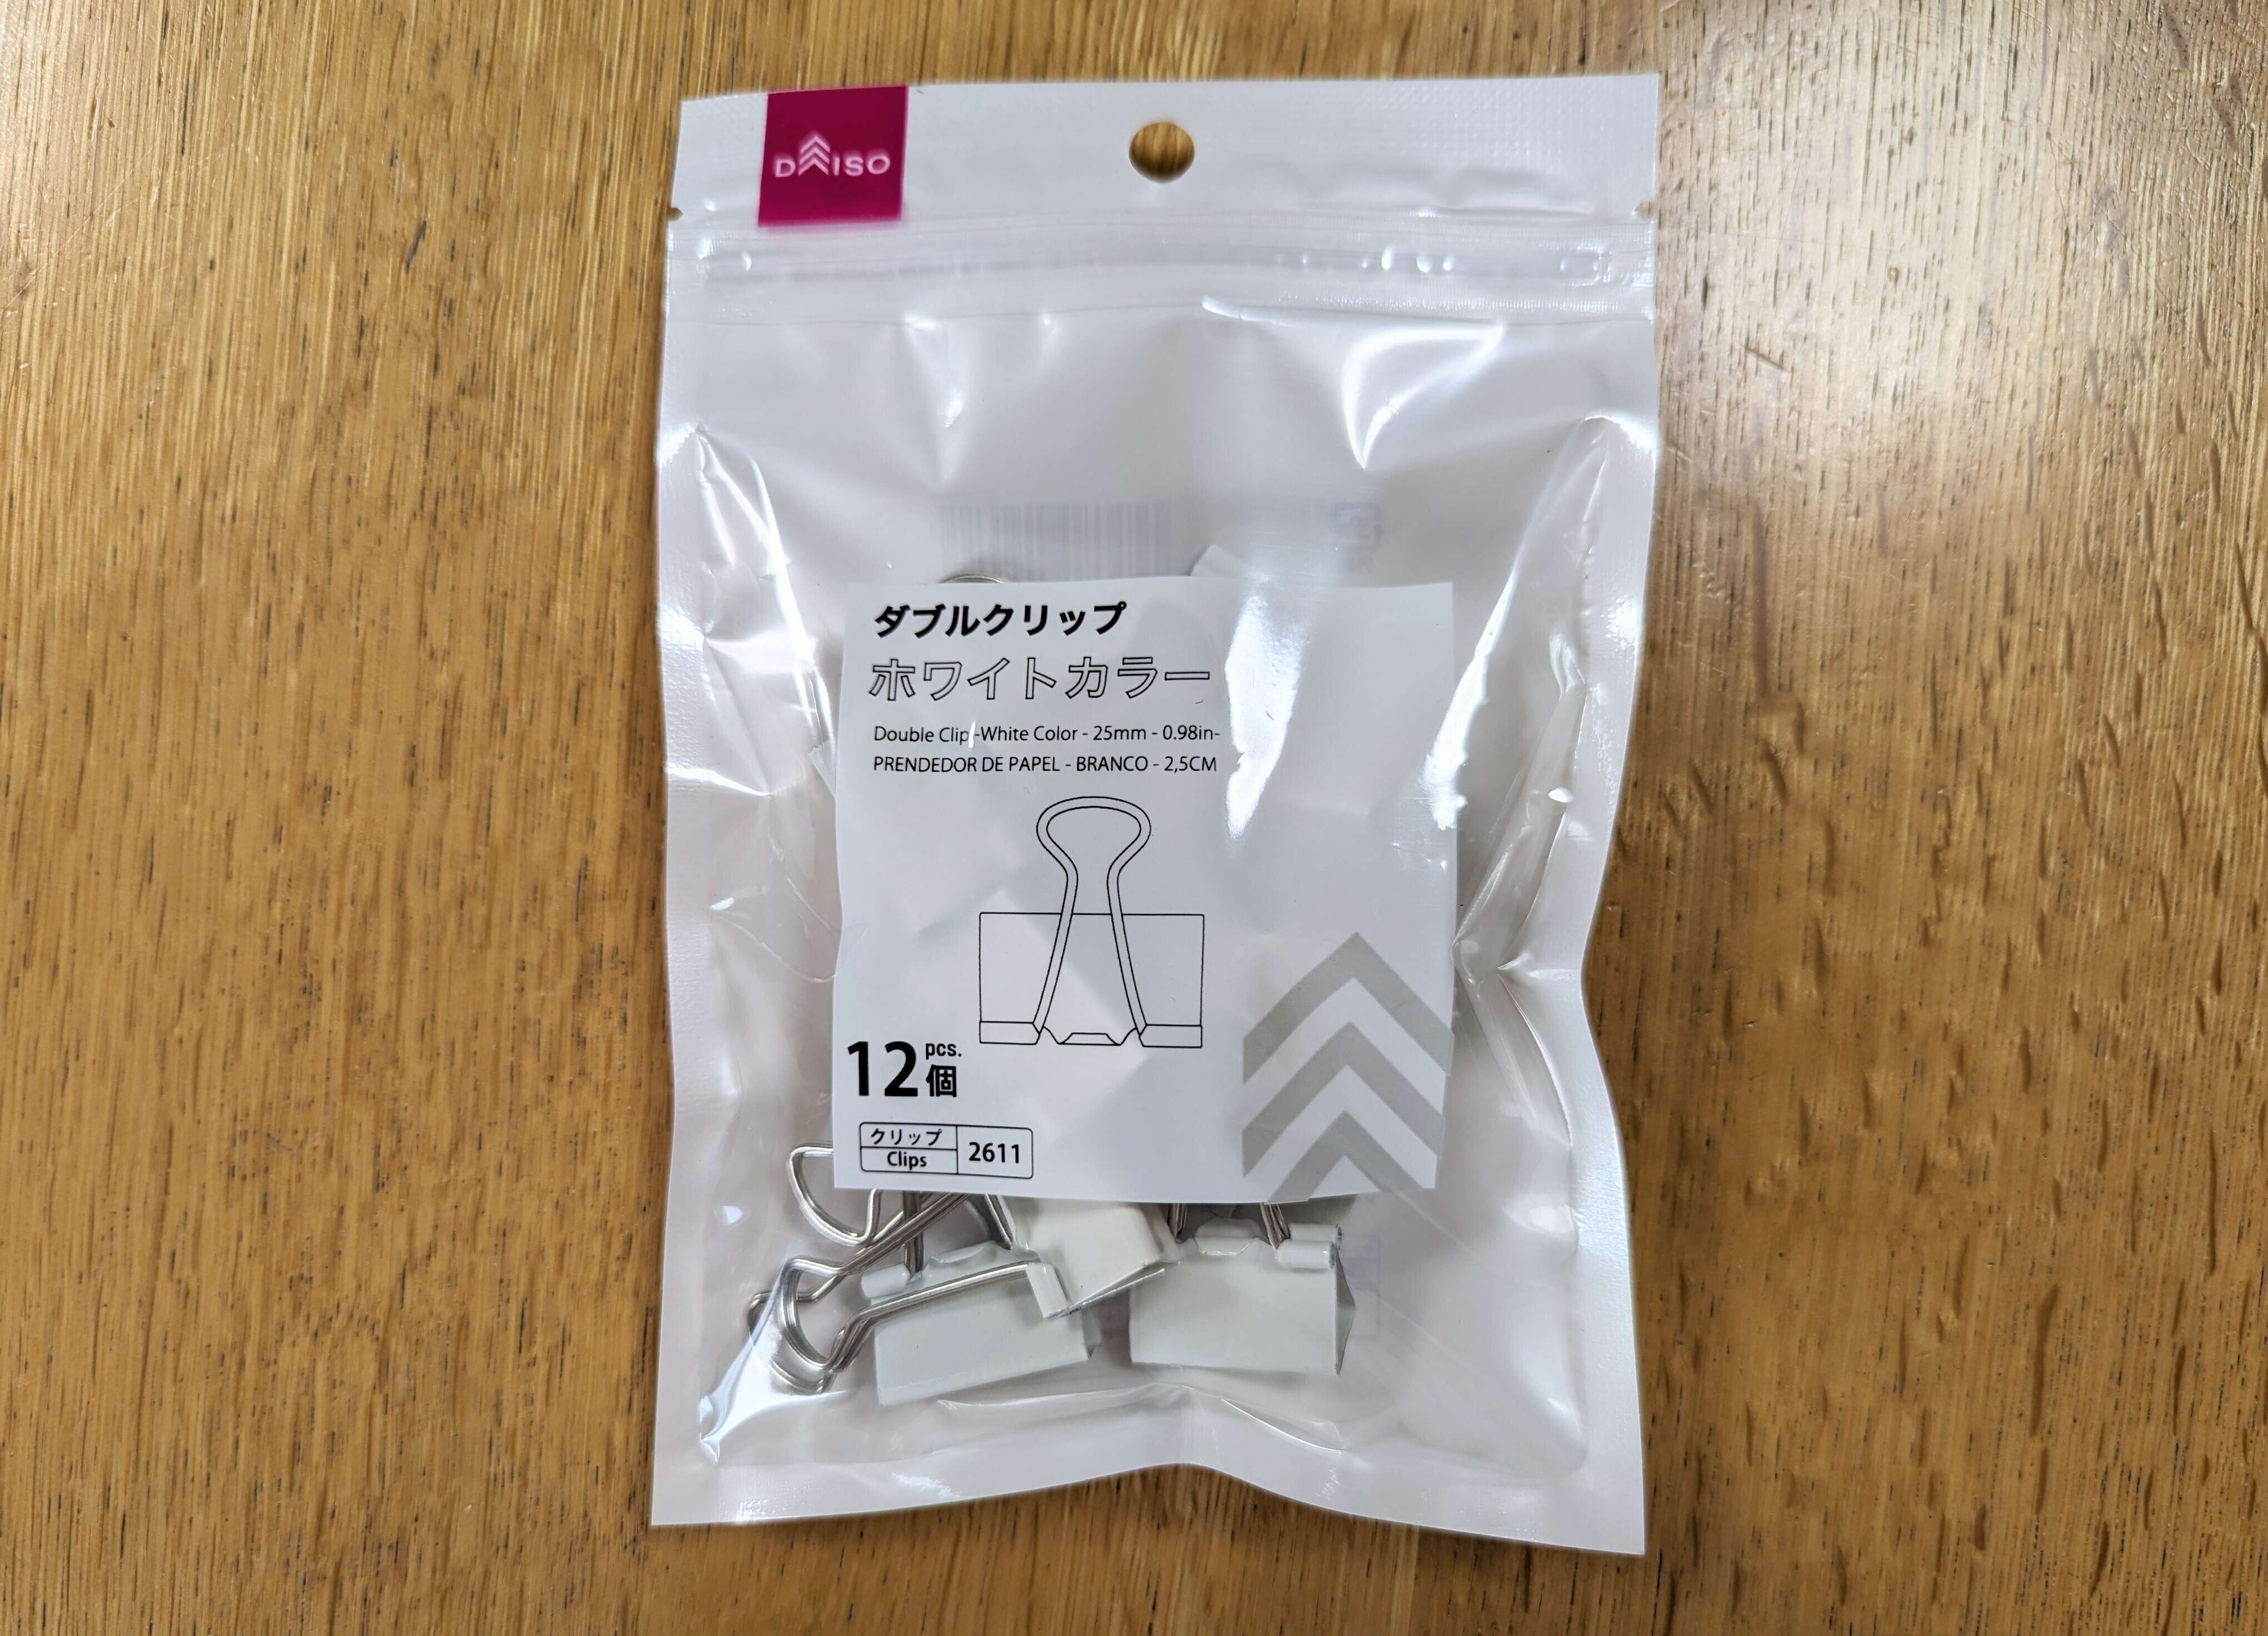 DAISO
ダブルクリップ
ホワイトカラー
Double Clip -White Color - 25mm - 0.98in-
PRENDEDOR DE PAPEL - BRANCO - 2,5CM
12 pcs.
個
クリップ
Clips
2611